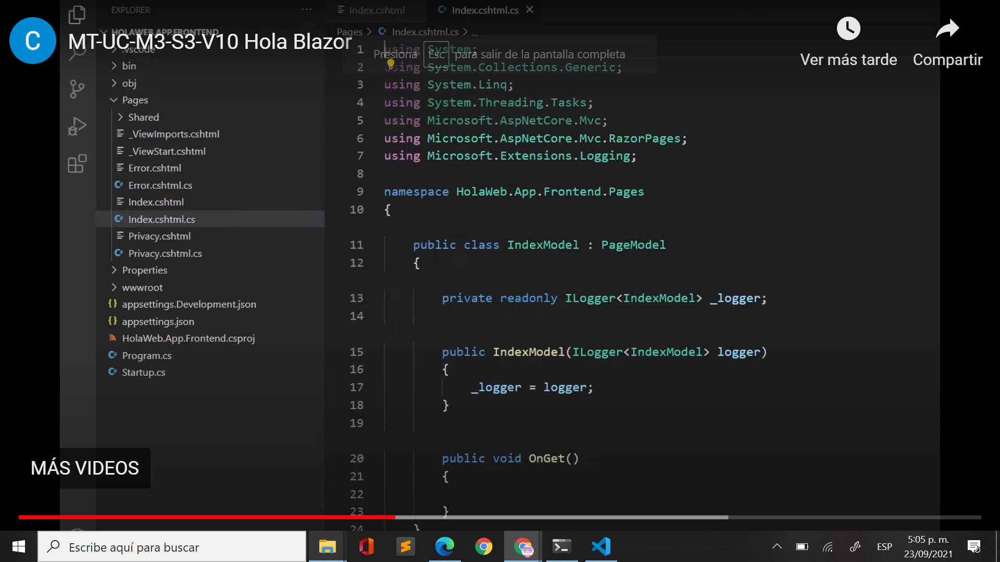 EXPLORER
HOLAWEB.APP.FRONTEND
C
MT-UC-M3-S3-V10 Hola Blazor
.vscode
bin
obj
Pages
Shared
_ViewImports.cshtml
_ViewStart.cshtml
Error.cshtml
Error.cshtml.cs
Index.cshtml
Index.cshtml.cs
Privacy.cshtml
Privacy.cshtml.cs
Properties
wwwroot
appsettings.Development.json
appsettings.json
HolaWeb.App.Frontend.csproj
Program.cs
Startup.cs
MÁS VIDEOS
Index.cshtml Index.cshtml.cs
Pages > Index.cshtml.cs > ...
Presiona Esc para salir de la pantalla completa
1 using System;
2 using System.Collections.Generic;
3 using System.Linq;
4 using System.Threading.Tasks;
5 using Microsoft.AspNetCore.Mvc;
6 using Microsoft.AspNetCore.Mvc.RazorPages;
7 using Microsoft.Extensions.Logging;
8
9 namespace HolaWeb.App.Frontend.Pages
10 {
11 public class IndexModel : PageModel
12 {
13 private readonly ILogger<IndexModel> _logger;
14
15 public IndexModel(ILogger<IndexModel> logger)
16 {
17 _logger = logger;
18 }
19
20 public void OnGet()
21 {
22
23 }
24 }
Ver más tarde
Compartir
Escribe aquí para buscar
ESP
5:05 p. m.
23/09/2021